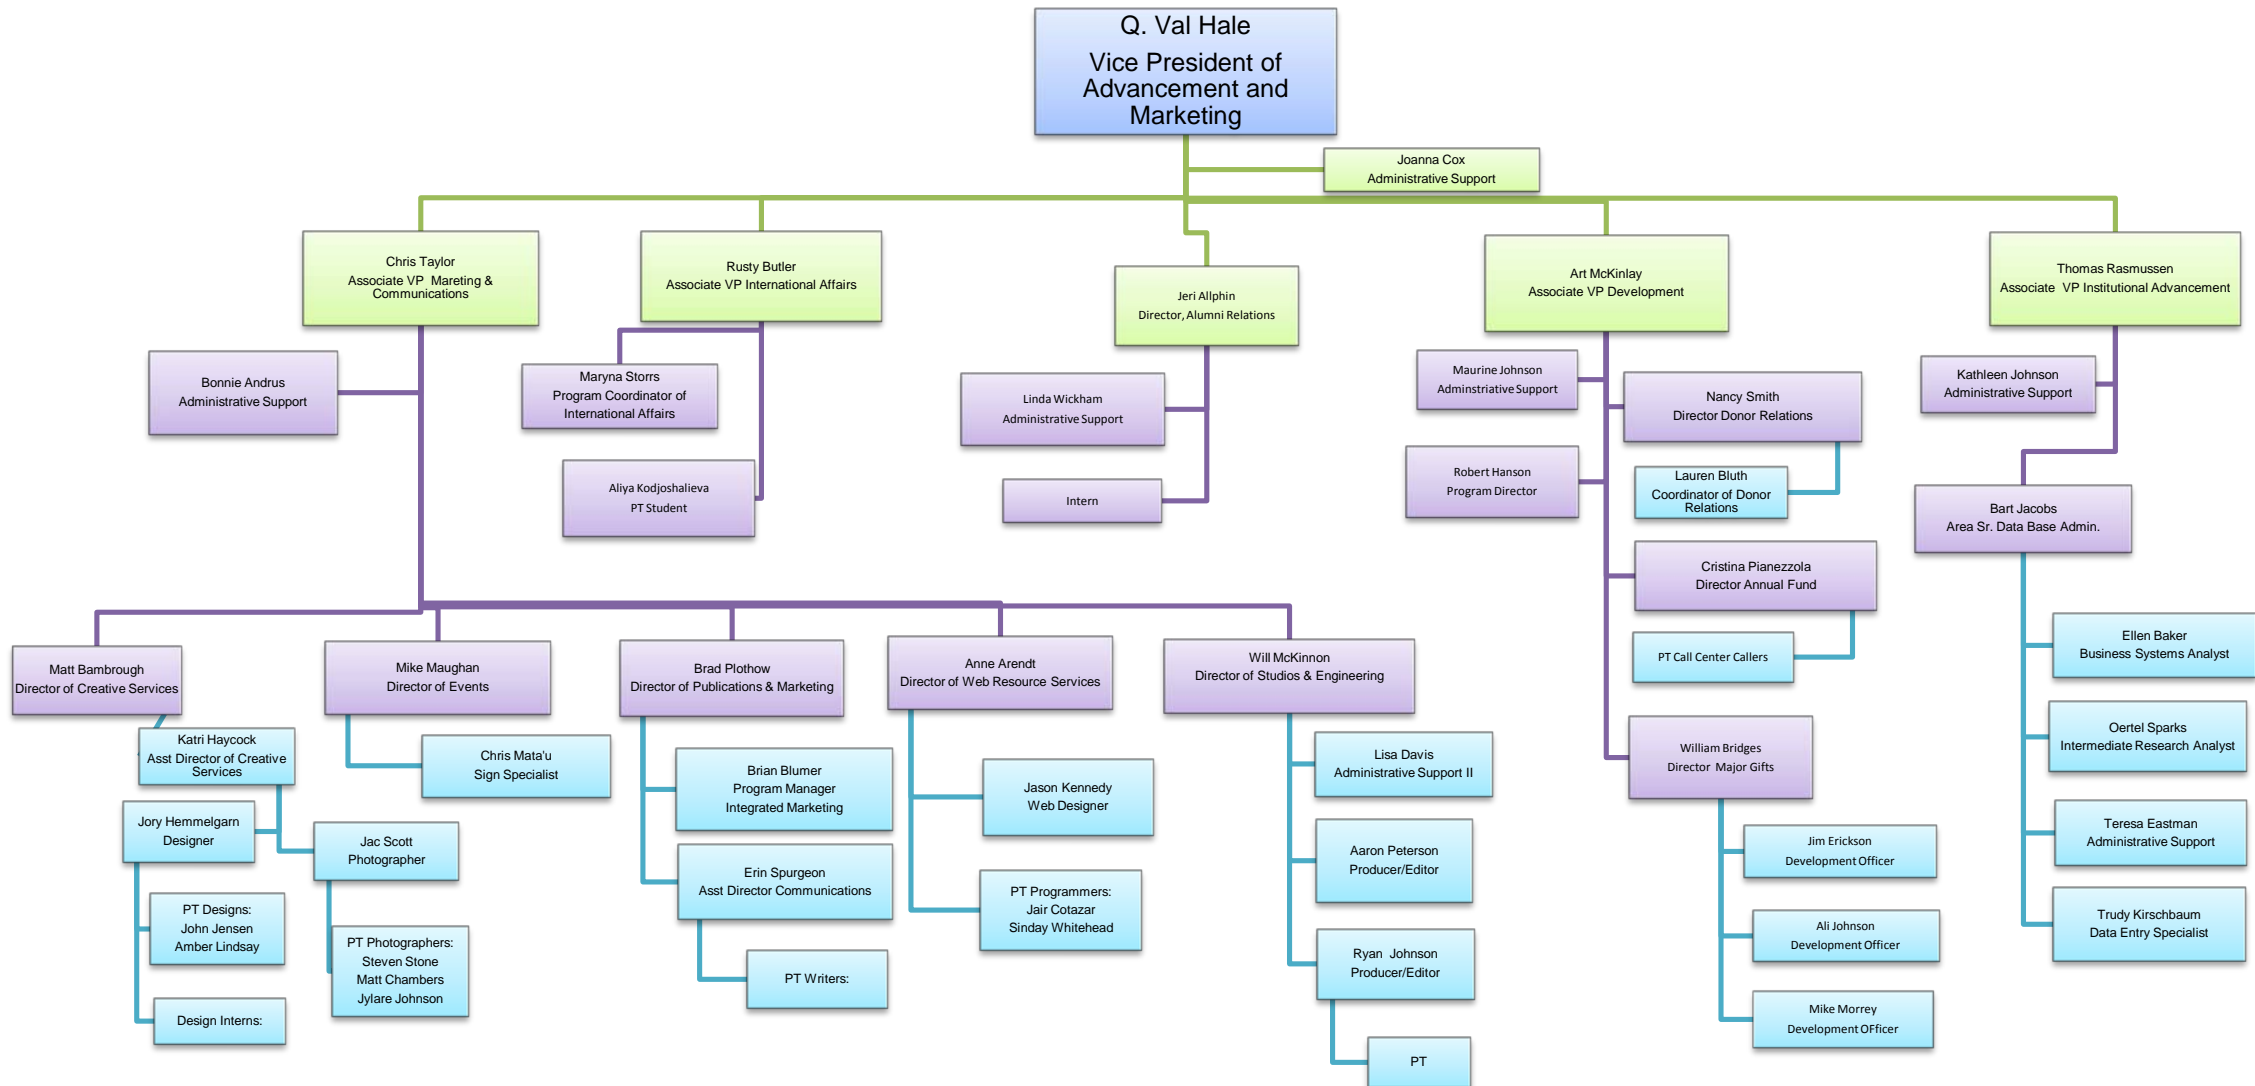 Q. Val Hale
Vice President of
Advancement and
Marketing
Joanna Cox
Administrative Support
Chris Taylor
Associate VP Mareting &
Communications
Rusty Butler
Associate VP International Affairs
Jeri Allphin
Director, Alumni Relations
Art McKinlay
Associate VP Development
Thomas Rasmussen
Associate VP Institutional Advancement
Bonnie Andrus
Administrative Support
Maryna Storrs
Program Coordinator of
International Affairs
Aliya Kodjoshalieva
PT Student
Linda Wickham
Administrative Support
Intern
Maurine Johnson
Adminstriative Support
Nancy Smith
Director Donor Relations
Robert Hanson
Program Director
Lauren Bluth
Coordinator of Donor
Relations
Cristina Pianezzola
Director Annual Fund
PT Call Center Callers
William Bridges
Director Major Gifts
Jim Erickson
Development Officer
Ali Johnson
Development Officer
Mike Morrey
Development OFficer
Kathleen Johnson
Administrative Support
Bart Jacobs
Area Sr. Data Base Admin.
Ellen Baker
Business Systems Analyst
Oertel Sparks
Intermediate Research Analyst
Teresa Eastman
Administrative Support
Trudy Kirschbaum
Data Entry Specialist
Matt Bambrough
Director of Creative Services
Katri Haycock
Asst Director of Creative
Services
Jory Hemmelgarn
Designer
Jac Scott
Photographer
PT Designs:
John Jensen
Amber Lindsay
PT Photographers:
Steven Stone
Matt Chambers
Jylare Johnson
Design Interns:
Mike Maughan
Director of Events
Chris Mata'u
Sign Specialist
Brad Plothow
Director of Publications & Marketing
Brian Blumer
Program Manager
Integrated Marketing
Erin Spurgeon
Asst Director Communications
PT Writers:
Anne Arendt
Director of Web Resource Services
Jason Kennedy
Web Designer
PT Programmers:
Jair Cotazar
Sinday Whitehead
Will McKinnon
Director of Studios & Engineering
Lisa Davis
Administrative Support II
Aaron Peterson
Producer/Editor
Ryan Johnson
Producer/Editor
PT